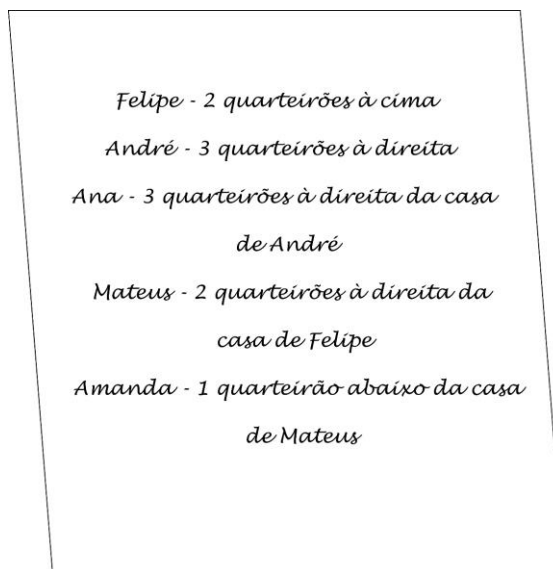 Felipe - 2 quarteirões à cima
André - 3 quarteirões à direita
Ana - 3 quarteirões à direita da casa
de André
Mateus - 2 quarteirões à direita da
casa de Felipe
Amanda - 1 quarteirão abaixo da casa
de Mateus